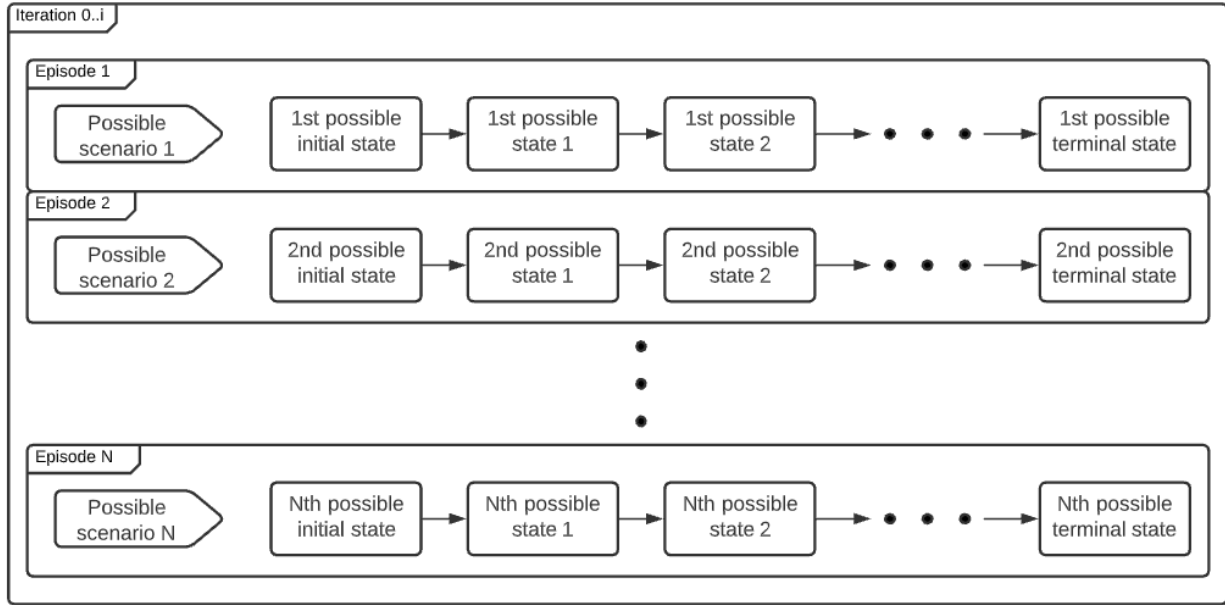 Iteration 0..i
Episode 1
Possible
scenario 1
1st possible
initial state
1st possible
state 1
1st possible
state 2
1st possible
terminal state
Episode 2
Possible
scenario 2
2nd possible
initial state
2nd possible
state 1
2nd possible
state 2
2nd possible
terminal state
Episode N
Possible
scenario N
Nth possible
initial state
Nth possible
state 1
Nth possible
state 2
Nth possible
terminal state